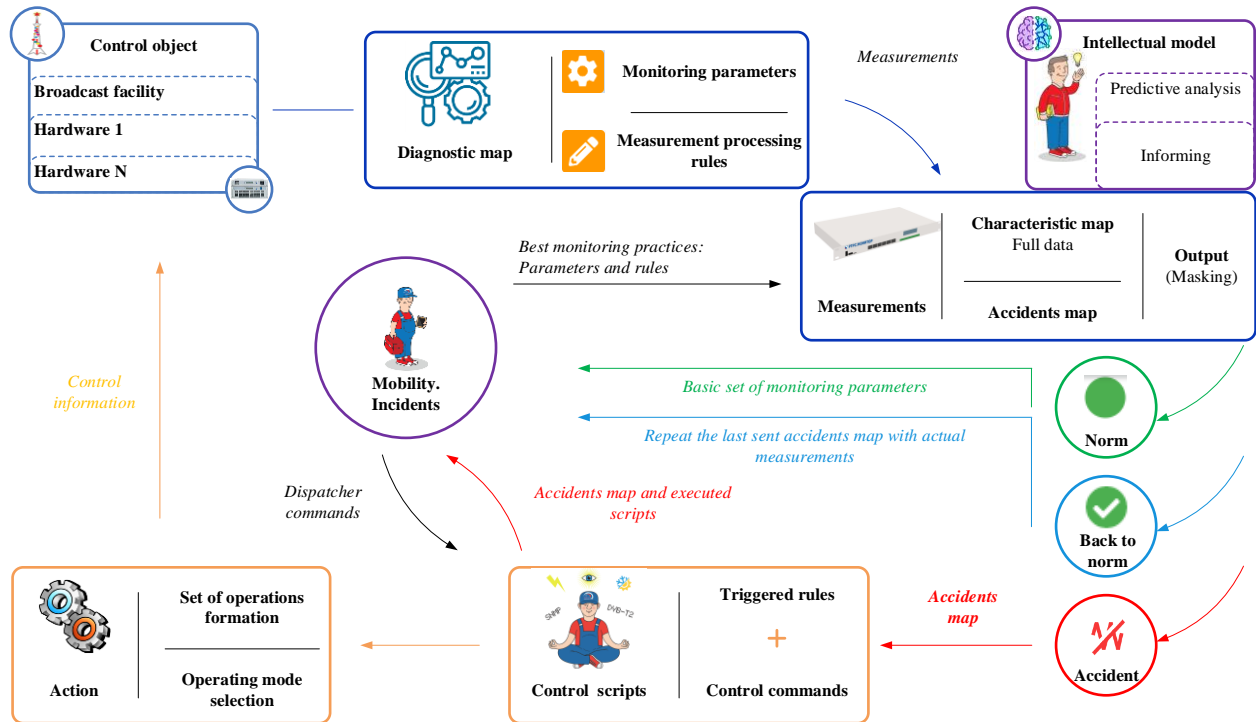 Control object
Broadcast facility
Hardware 1
Hardware N
Diagnostic map
Monitoring parameters
Measurement processing
rules
Measurements
Intellectual model
Predictive analysis
Informing
Measurements
Characteristic map
Full data
Accidents map
Output
(Masking)
Best monitoring practices:
Parameters and rules
Mobility.
Incidents
Control
information
Basic set of monitoring parameters
Norm
Repeat the last sent accidents map with actual
measurements
Back to
norm
Dispatcher
commands
Accidents map and executed
scripts
Action
Set of operations
formation
Operating mode
selection
SNMP
DVB-T2
Control scripts
Triggered rules
+
Control commands
Accidents
map
Accident